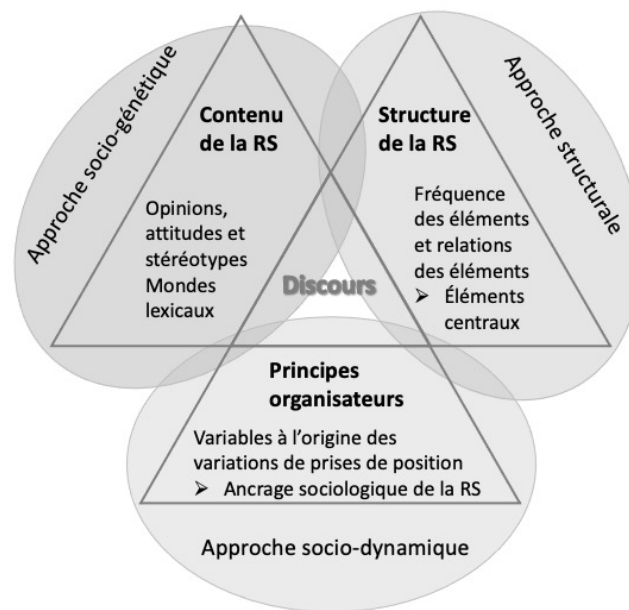 Approche socio-génétique
Contenu
de la RS
Opinions,
attitudes et
stéréotypes
Mondes
lexicaux
Approche structurale
Structure
de la RS
Fréquence
des éléments
et relations
des éléments
➢ Éléments
centraux
Discours
Principes
organisateurs
Variables à l’origine des
variations de prises de position
➢ Ancrage sociologique de la RS
Approche socio-dynamique